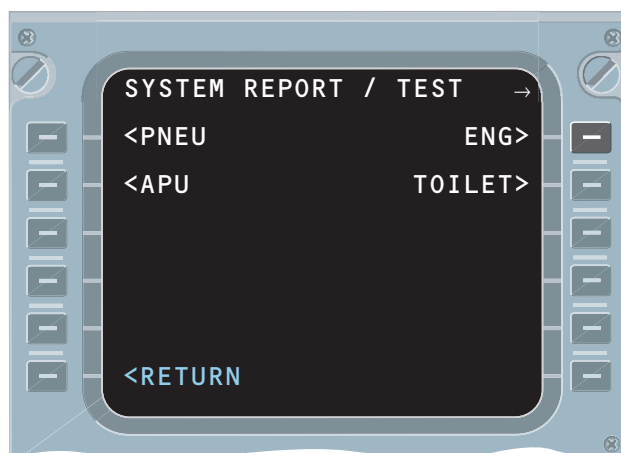 SYSTEM REPORT / TEST →
<PNEU ENG>
<APU TOILET>
<RETURN